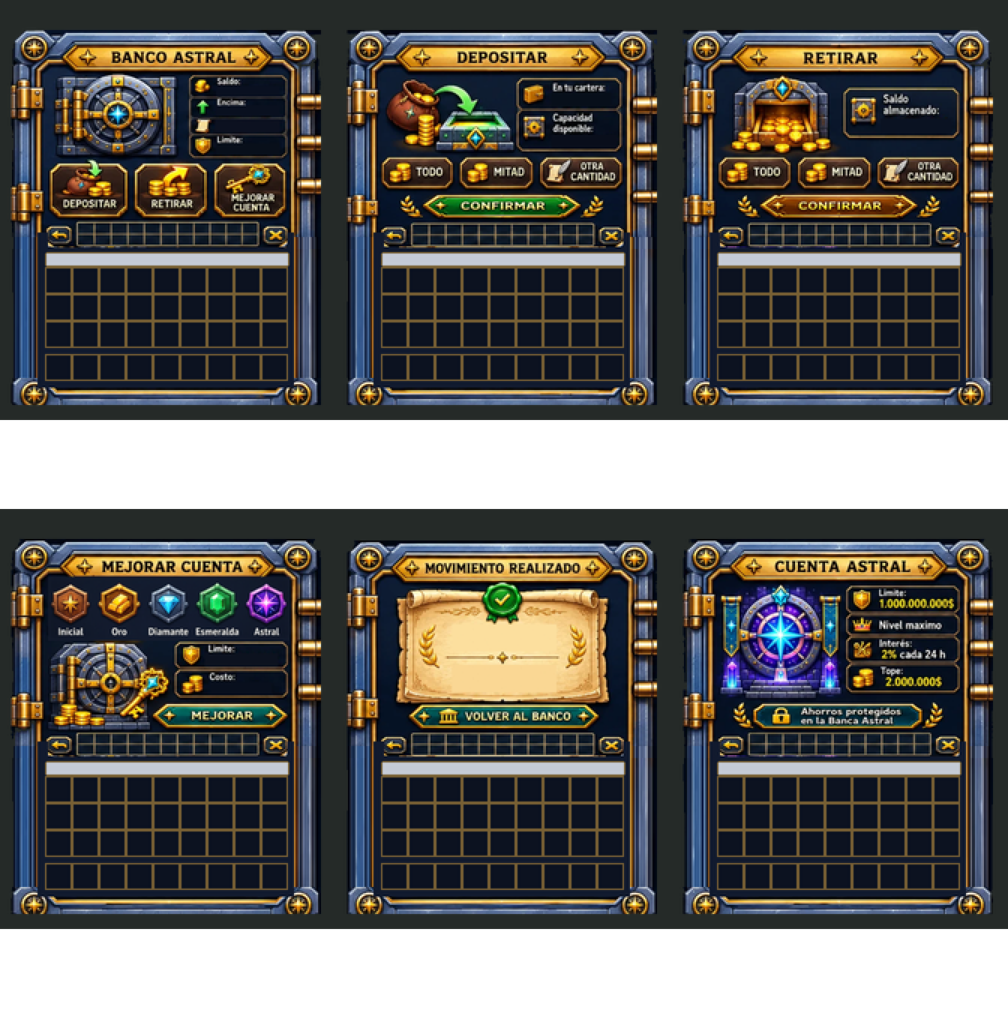 BANCO ASTRAL
Saldo:
Encima:
Limite:
DEPOSITAR
RETIRAR
MEJORAR
CUENTA
DEPOSITAR
En tu cartera:
Capacidad
disponible:
TODO
MITAD
OTRA
CANTIDAD
CONFIRMAR
RETIRAR
Saldo
almacenado:
TODO
MITAD
OTRA
CANTIDAD
CONFIRMAR
MEJORAR CUENTA
Inicial
Oro
Diamante
Esmeralda
Astral
Limite:
Costo:
MEJORAR
MOVIMIENTO REALIZADO
VOLVER AL BANCO
CUENTA ASTRAL
Limite:
1.000.000.000$
Nivel maximo
Interés:
2% cada 24 h
Tope:
2.000.000$
Ahorros protegidos
en la Banca Astral